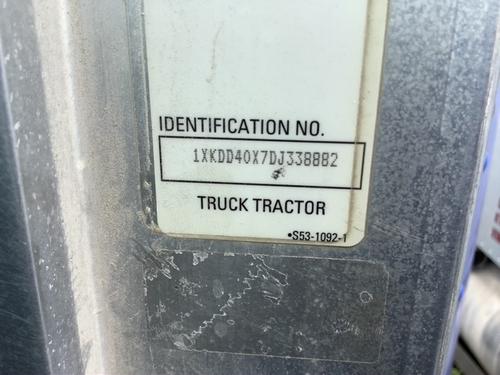 IDENTIFICATION NO.
1XKDD40X7DJ338882
TRUCK TRACTOR
•S53-1092-1